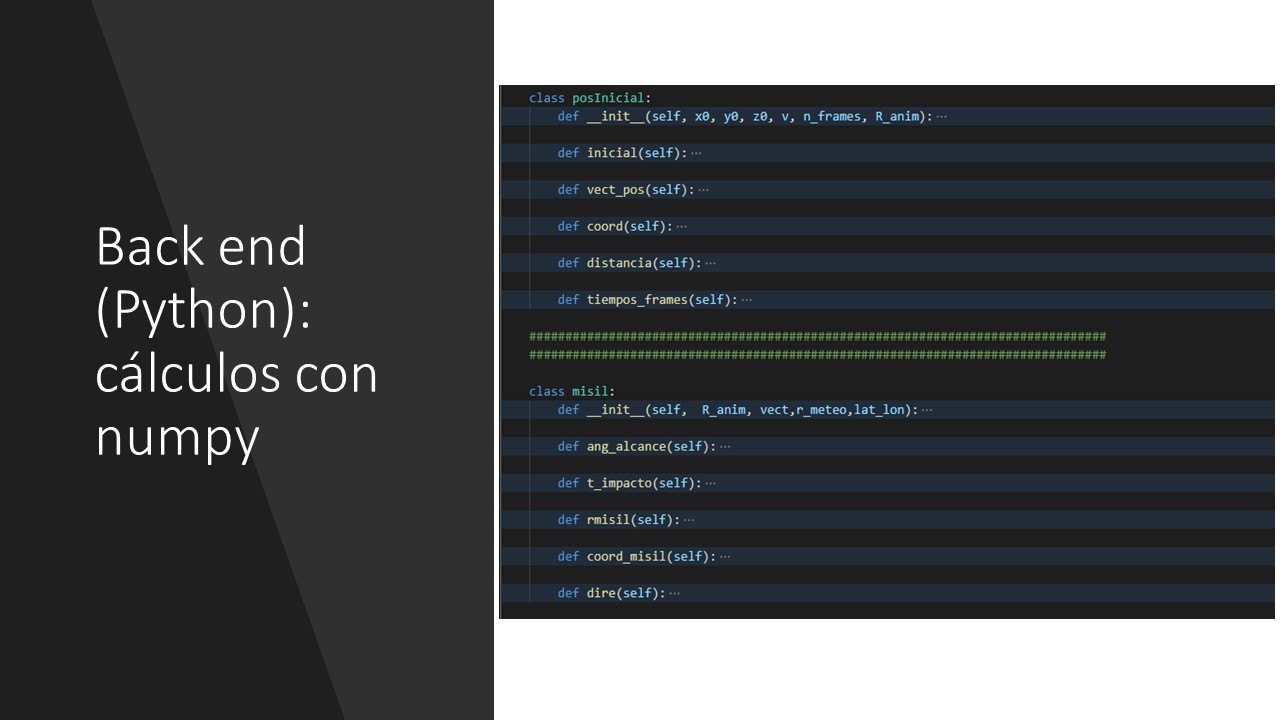 Back end
(Python):
cálculos con
numpy
class posInicial:
def __init__(self, x0, y0, z0, v, n_frames, R_anim):···
def inicial(self):···
def vect_pos(self):···
def coord(self):···
def distancia(self):···
def tiempos_frames(self):···
################################################################################
################################################################################
class misil:
def __init__(self,  R_anim, vect,r_meteo,lat_lon):···
def ang_alcance(self):···
def t_impacto(self):···
def rmisil(self):···
def coord_misil(self):···
def dire(self):···